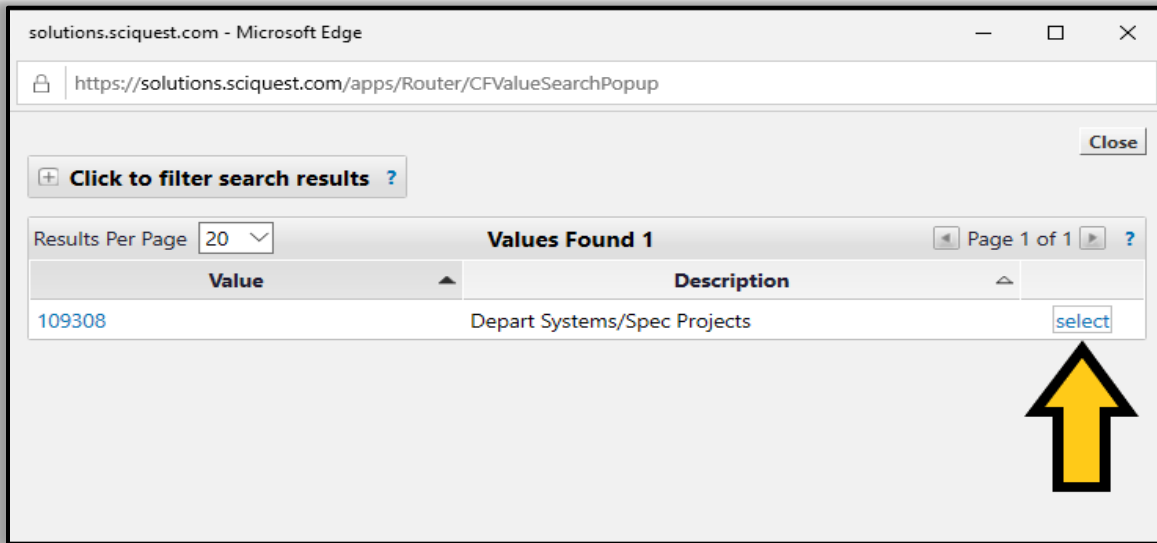 solutions.sciquest.com - Microsoft Edge
https://solutions.sciquest.com/apps/Router/CFValueSearchPopup
Close
Click to filter search results ?
Results Per Page 20 Values Found 1 Page 1 of 1 ?
Value Description
109308 Depart Systems/Spec Projects select